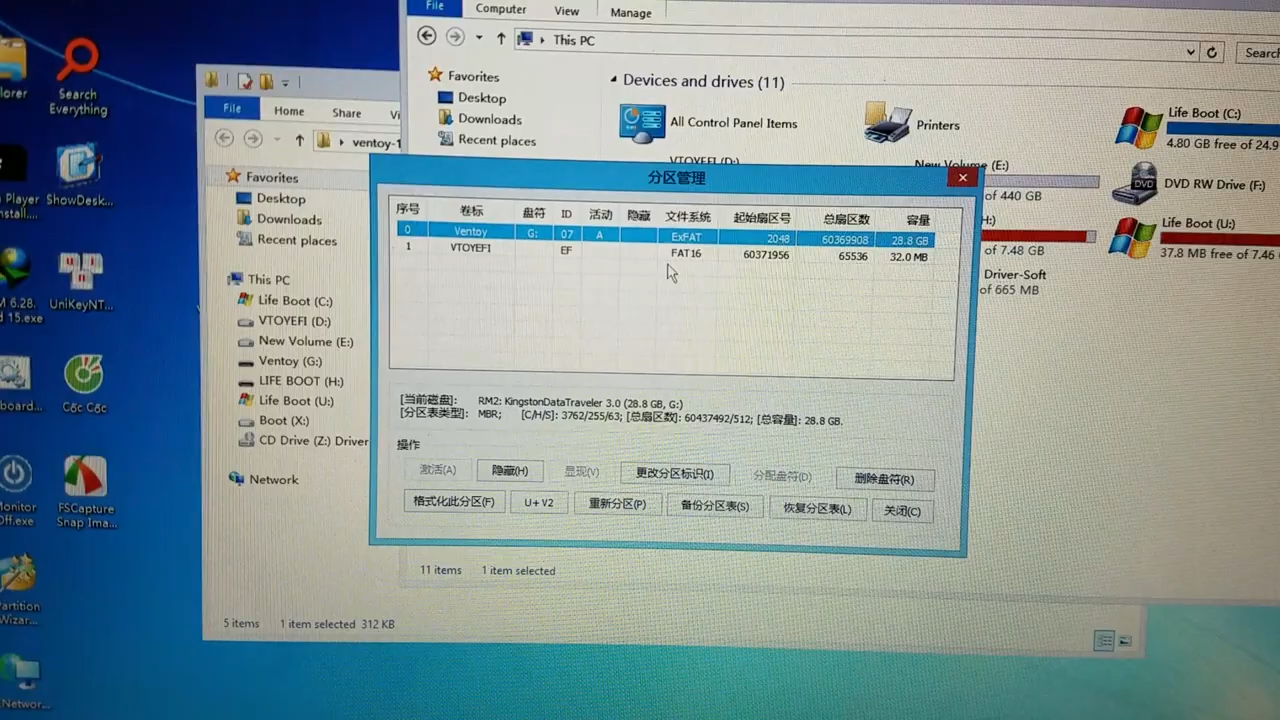 File
Computer
View
Manage
This PC
Search
Favorites
Desktop
Downloads
Recent places
Devices and drives (11)
All Control Panel Items
Printers
Life Boot (C:)
4.80 GB free of 24.9
VTOYEFI (D:)
New Volume (E:)
of 440 GB
DVD RW Drive (F:)
H:)
of 7.48 GB
Life Boot (U:)
37.8 MB free of 7.46
Driver-Soft
of 665 MB
11 items
1 item selected
Search
Everything
Player
ShowDesk...
M 6.28.
15.exe
UniKeyNT...
board...
Cốc Cốc
Monitor
Off.exe
FSCapture
Snap Ima...
Partition
Wizar...
Networ...
File
Home
Share
ventoy-1
Favorites
Desktop
Downloads
Recent places
This PC
Life Boot (C:)
VTOYEFI (D:)
New Volume (E:)
Ventoy (G:)
LIFE BOOT (H:)
Life Boot (U:)
Boot (X:)
CD Drive (Z:) Driver
Network
5 items
1 item selected 312 KB
分区管理
序号 卷标 盘符 ID 活动 隐藏 文件系统 起始扇区号 总扇区数 容量
0 Ventoy G: 07 A ExFAT 2048 60369908 28.8 GB
1 VTOYEFI EF FAT16 60371956 65536 32.0 MB
[当前磁盘]: RM2: KingstonDataTraveler 3.0 (28.8 GB, G:)
[分区表类型]: MBR; [C/H/S]: 3762/255/63; [总扇区数]: 60437492/512; [总容量]: 28.8 GB.
操作
激活(A) 隐藏(H) 显现(V) 更改分区标识(I) 分配盘符(D) 删除盘符(R)
格式化此分区(F) U+V2 重新分区(P) 备份分区表(S) 恢复分区表(L) 关闭(C)